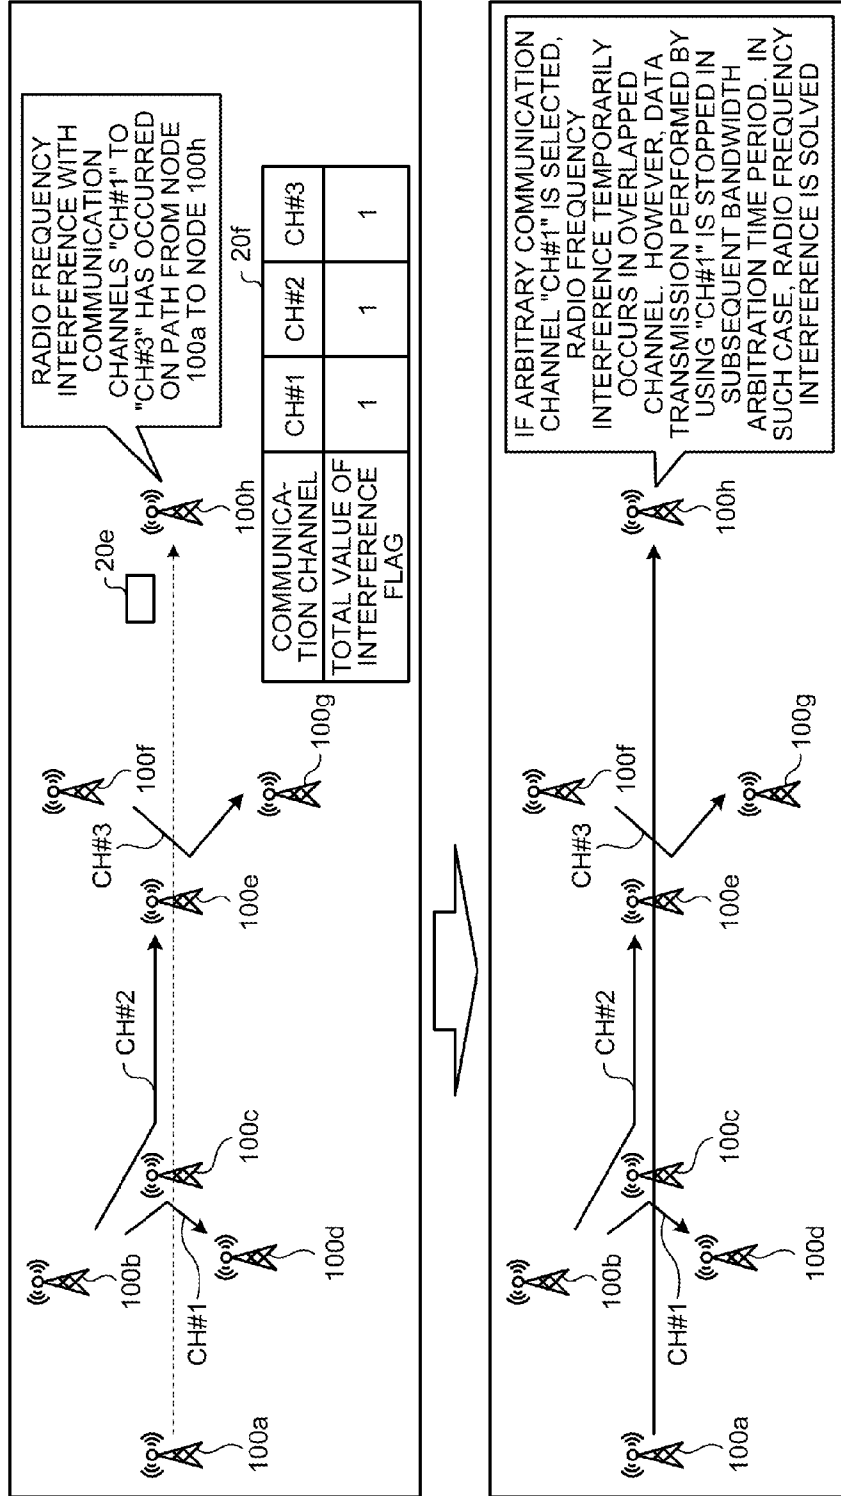 RADIO FREQUENCY
INTERFERENCE WITH
COMMUNICATION
CHANNELS "CH#1" TO
"CH#3" HAS OCCURRED
ON PATH FROM NODE
100a TO NODE 100h
20e
20f
COMMUNICA-
TION CHANNEL
CH#1
CH#2
CH#3
TOTAL VALUE OF
INTERFERENCE
FLAG
1
1
1
100a
100b
100c
100d
100e
100f
100g
100h
CH#1
CH#2
CH#3
IF ARBITRARY COMMUNICATION
CHANNEL "CH#1" IS SELECTED,
RADIO FREQUENCY
INTERFERENCE TEMPORARILY
OCCURS IN OVERLAPPED
CHANNEL. HOWEVER, DATA
TRANSMISSION PERFORMED BY
USING "CH#1" IS STOPPED IN
SUBSEQUENT BANDWIDTH
ARBITRATION TIME PERIOD. IN
SUCH CASE, RADIO FREQUENCY
INTERFERENCE IS SOLVED
100a
100b
100c
100d
100e
100f
100g
100h
CH#1
CH#2
CH#3